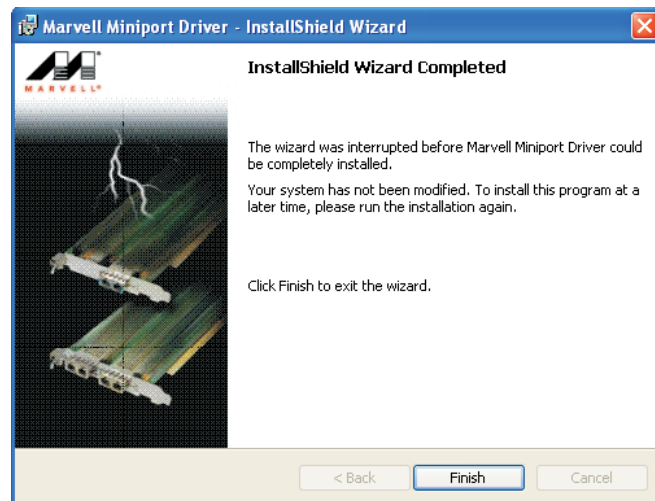 Marvell Miniport Driver - InstallShield Wizard
MARVELL®
InstallShield Wizard Completed
The wizard was interrupted before Marvell Miniport Driver could
be completely installed.
Your system has not been modified. To install this program at a
later time, please run the installation again.
Click Finish to exit the wizard.
< Back
Finish
Cancel